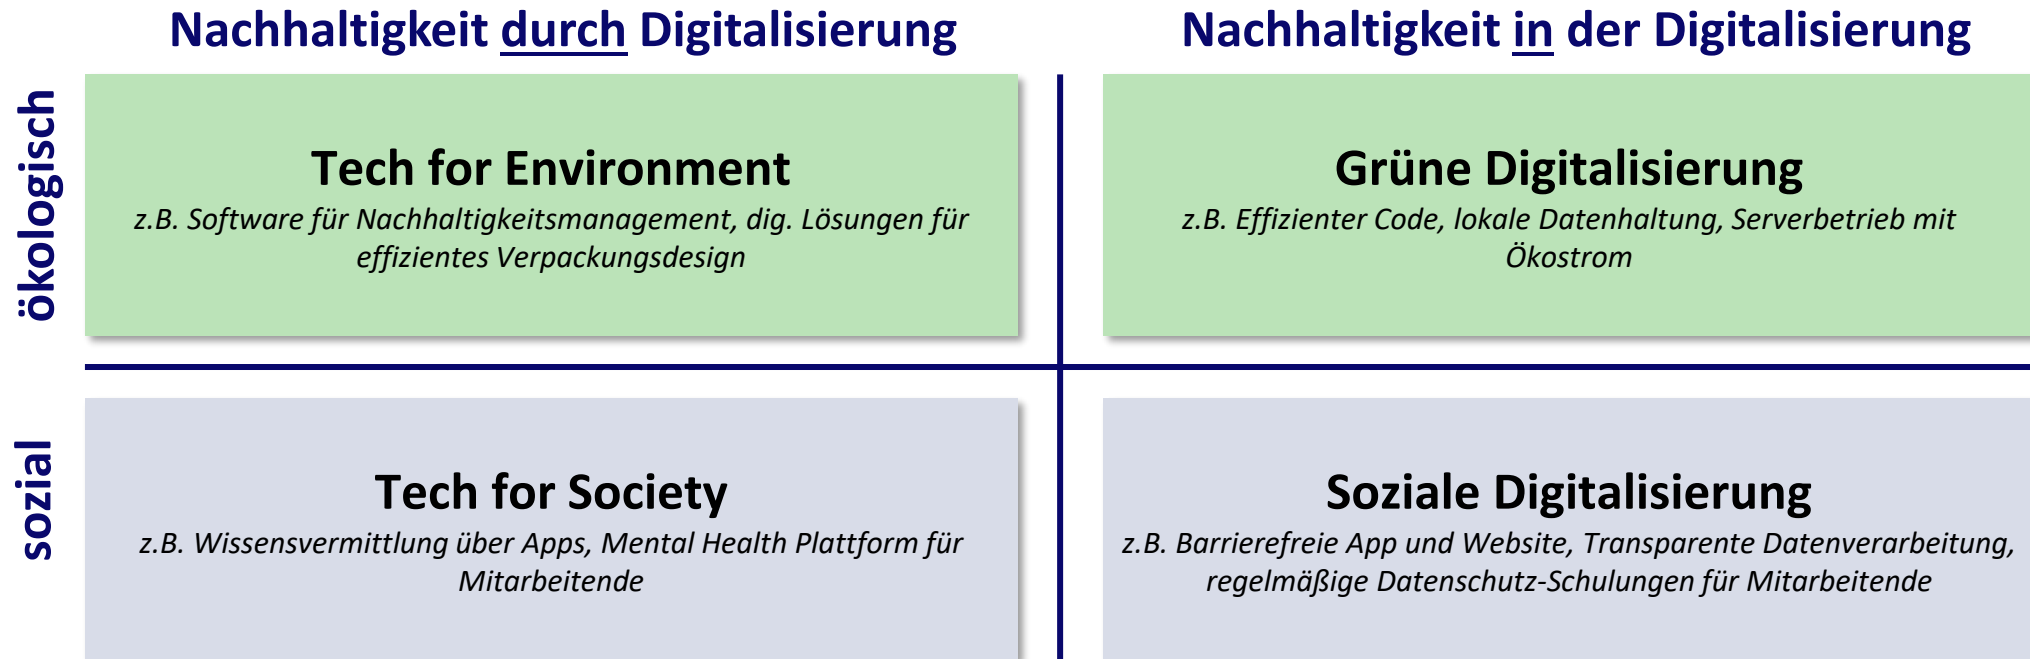 Nachhaltigkeit durch Digitalisierung
Nachhaltigkeit in der Digitalisierung
ökologisch
Tech for Environment
z.B. Software für Nachhaltigkeitsmanagement, dig. Lösungen für
effizientes Verpackungsdesign
Grüne Digitalisierung
z.B. Effizienter Code, lokale Datenhaltung, Serverbetrieb mit
Ökostrom
sozial
Tech for Society
z.B. Wissensvermittlung über Apps, Mental Health Plattform für
Mitarbeitende
Soziale Digitalisierung
z.B. Barrierefreie App und Website, Transparente Datenverarbeitung,
regelmäßige Datenschutz-Schulungen für Mitarbeitende